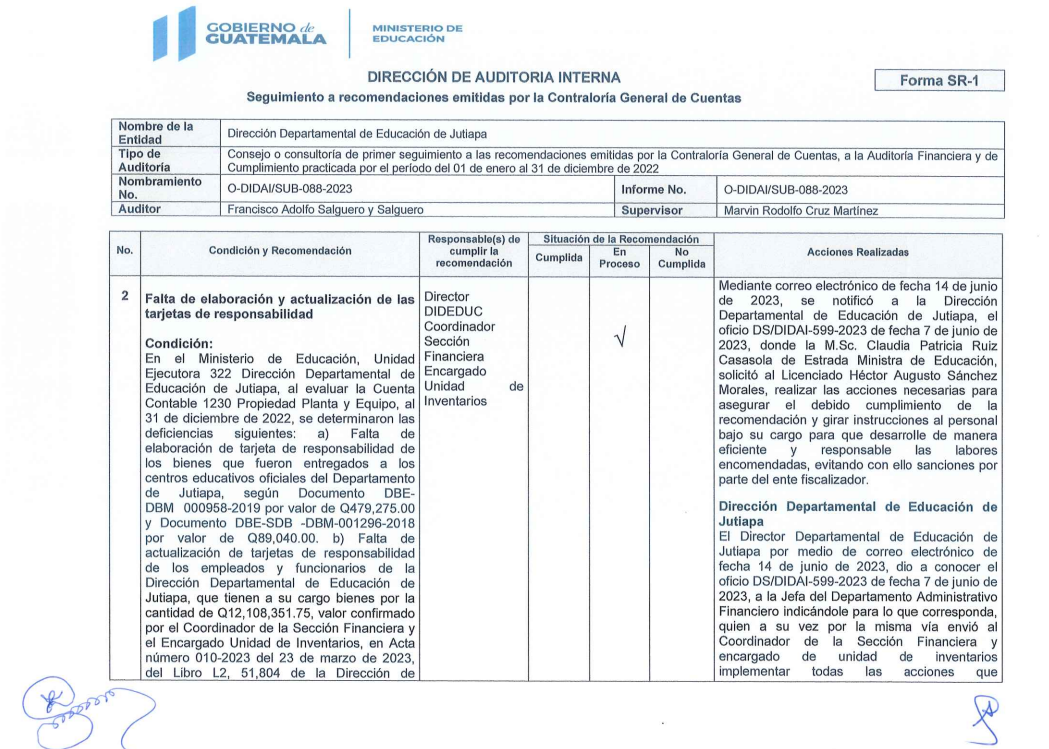 GOBIERNO de
GUATEMALA
MINISTERIO DE
EDUCACIÓN
DIRECCIÓN DE AUDITORIA INTERNA
Forma SR-1
Seguimiento a recomendaciones emitidas por la Contraloría General de Cuentas
Nombre de la
Entidad
Dirección Departamental de Educación de Jutiapa
Tipo de
Auditoría
Consejo o consultoría de primer seguimiento a las recomendaciones emitidas por la Contraloría General de Cuentas, a la Auditoría Financiera y de
Cumplimiento practicada por el período del 01 de enero al 31 de diciembre de 2022
Nombramiento
No.
O-DIDAI/SUB-088-2023
Informe No.
O-DIDAI/SUB-088-2023
Auditor
Francisco Adolfo Salguero y Salguero
Supervisor
Marvin Rodolfo Cruz Martínez
No.
Condición y Recomendación
Responsable(s) de
cumplir la
recomendación
Situación de la Recomendación
Cumplida
En
Proceso
No
Cumplida
Acciones Realizadas
2
Falta de elaboración y actualización de las
tarjetas de responsabilidad
Condición:
En el Ministerio de Educación, Unidad
Ejecutora 322 Dirección Departamental de
Educación de Jutiapa, al evaluar la Cuenta
Contable 1230 Propiedad Planta y Equipo, al
31 de diciembre de 2022, se determinaron las
deficiencias siguientes: a) Falta de
elaboración de tarjeta de responsabilidad de
los bienes que fueron entregados a los
centros educativos oficiales del Departamento
de Jutiapa, según Documento DBE-
DBM 000958-2019 por valor de Q479,275.00
y Documento DBE-SDB -DBM-001296-2018
por valor de Q89,040.00. b) Falta de
actualización de tarjetas de responsabilidad
de los empleados y funcionarios de la
Dirección Departamental de Educación de
Jutiapa, que tienen a su cargo bienes por la
cantidad de Q12,108,351.75, valor confirmado
por el Coordinador de la Sección Financiera y
el Encargado Unidad de Inventarios, en Acta
número 010-2023 del 23 de marzo de 2023,
del Libro L2, 51,804 de la Dirección de
Director
DIDEDUC
Coordinador
Sección
Financiera
Encargado
Unidad de
Inventarios
√
Mediante correo electrónico de fecha 14 de junio
de 2023, se notificó a la Dirección
Departamental de Educación de Jutiapa, el
oficio DS/DIDAI-599-2023 de fecha 7 de junio de
2023, donde la M.Sc. Claudia Patricia Ruiz
Casasola de Estrada Ministra de Educación,
solicitó al Licenciado Héctor Augusto Sánchez
Morales, realizar las acciones necesarias para
asegurar el debido cumplimiento de la
recomendación y girar instrucciones al personal
bajo su cargo para que desarrolle de manera
eficiente y responsable las labores
encomendadas, evitando con ello sanciones por
parte del ente fiscalizador.
Dirección Departamental de Educación de
Jutiapa
El Director Departamental de Educación de
Jutiapa por medio de correo electrónico de
fecha 14 de junio de 2023, dio a conocer el
oficio DS/DIDAI-599-2023 de fecha 7 de junio de
2023, a la Jefa del Departamento Administrativo
Financiero indicándole para lo que corresponda,
quien a su vez por la misma vía envió al
Coordinador de la Sección Financiera y
encargado de unidad de inventarios
implementar todas las acciones que